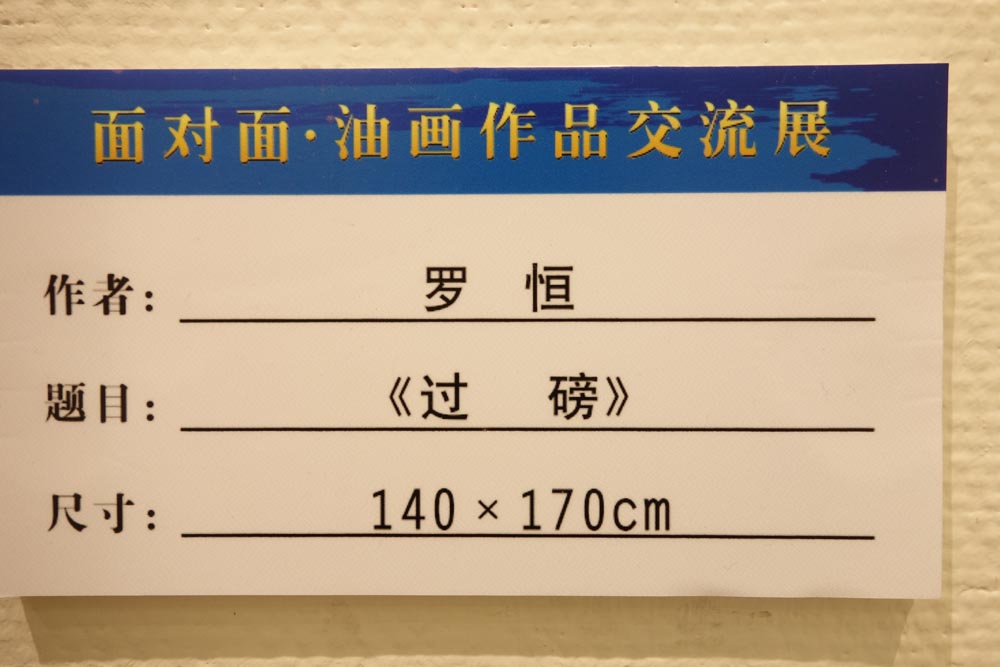 面对面·油画作品交流展
作者： 罗 恒
题目： 《过 磅》
尺寸： 140×170cm